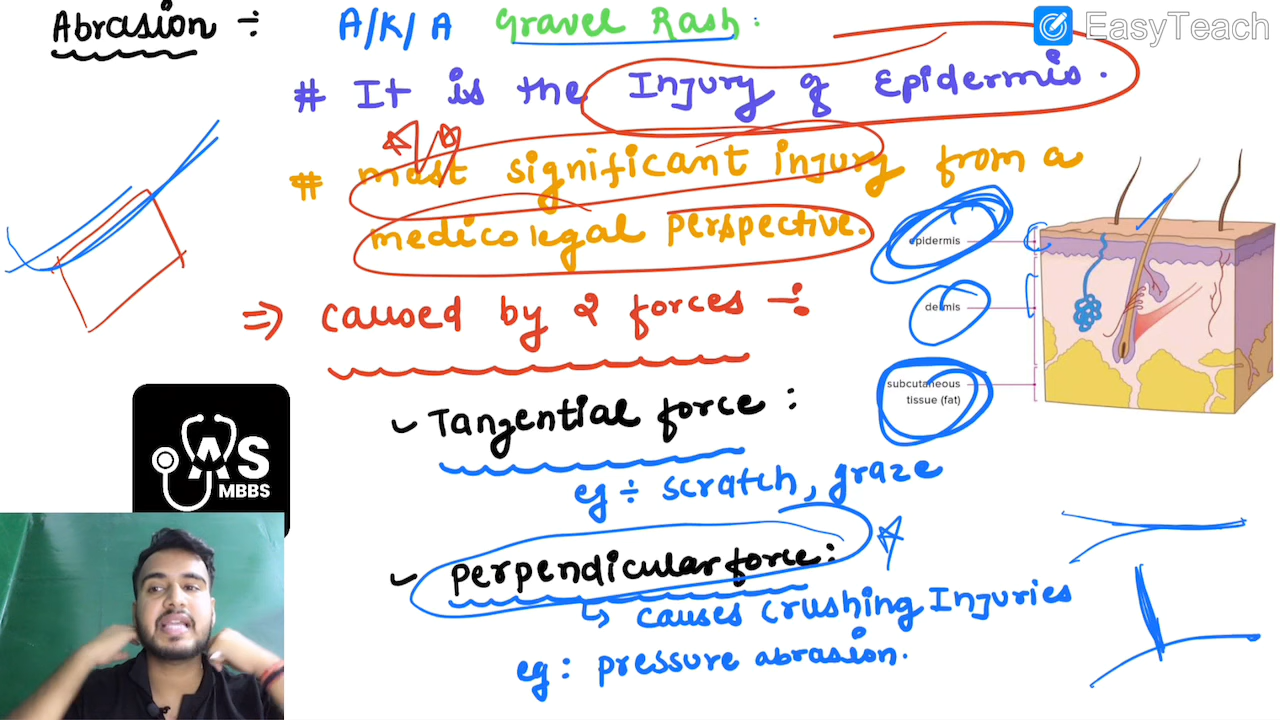 Abrasion ÷ A/K/A Gravel Rash :
EasyTeach
# It is the Injury of Epidermis.
# most significant injury from a
medicolegal perspective.
epidermis
dermis
subcutaneous
tissue (fat)
⇒ caused by 2 forces ÷
Tangential force :
eg ÷ scratch, graze
perpendicular force :
↳ causes crushing Injuries
eg : pressure abrasion.
AS
MBBS